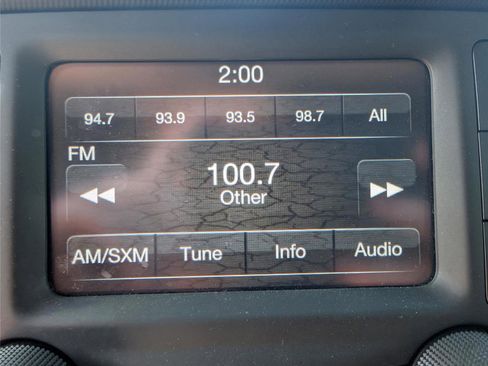 2:00
94.7 93.9 93.5 98.7 All
FM
100.7
Other
AM/SXM Tune Info Audio